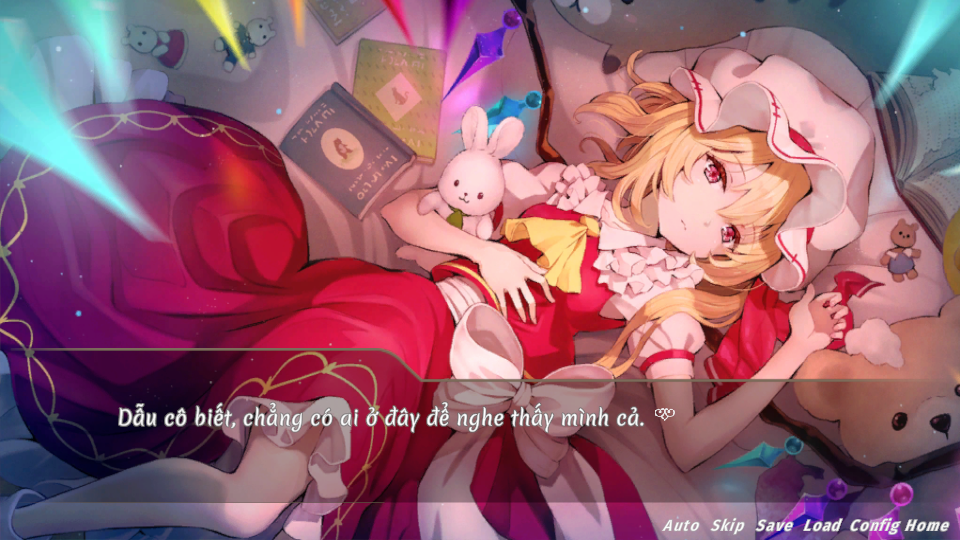 Dẫu cô biết, chẳng có ai ở đây để nghe thấy mình cả.
Auto Skip Save Load Config Home